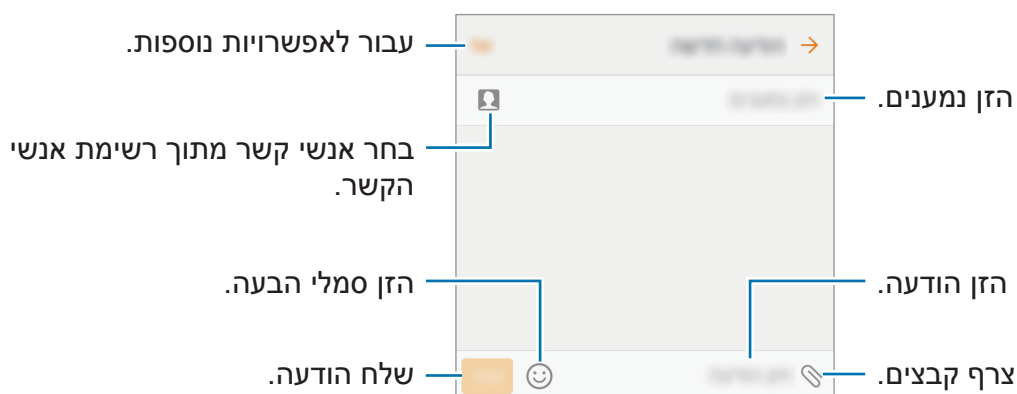 עבור לאפשרויות נוספות.
הזן נמענים.
בחר אנשי קשר מתוך רשימת אנשי
הקשר.
הזן סמלי הבעה.
הזן הודעה.
שלח הודעה.
צרף קבצים.